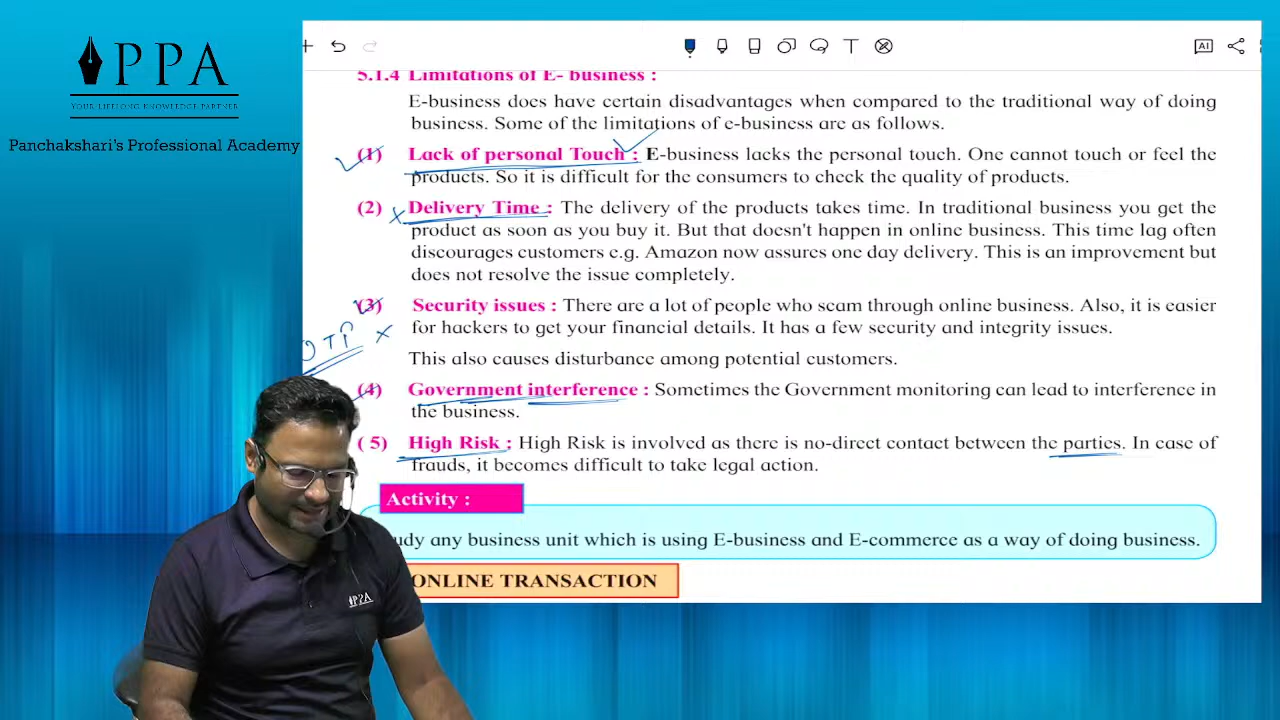 PPA
YOUR LIFELONG KNOWLEDGE PARTNER
Panchakshari's Professional Academy
AI
5.1.4 Limitations of E- business :
E-business does have certain disadvantages when compared to the traditional way of doing
business. Some of the limitations of e-business are as follows.
(1) Lack of personal Touch : E-business lacks the personal touch. One cannot touch or feel the
products. So it is difficult for the consumers to check the quality of products.
(2) Delivery Time : The delivery of the products takes time. In traditional business you get the
product as soon as you buy it. But that doesn't happen in online business. This time lag often
discourages customers e.g. Amazon now assures one day delivery. This is an improvement but
does not resolve the issue completely.
(3) Security issues : There are a lot of people who scam through online business. Also, it is easier
for hackers to get your financial details. It has a few security and integrity issues.
OTP
This also causes disturbance among potential customers.
(4) Government interference : Sometimes the Government monitoring can lead to interference in
the business.
( 5) High Risk : High Risk is involved as there is no-direct contact between the parties. In case of
frauds, it becomes difficult to take legal action.
Activity :
udy any business unit which is using E-business and E-commerce as a way of doing business.
ONLINE TRANSACTION
PPA